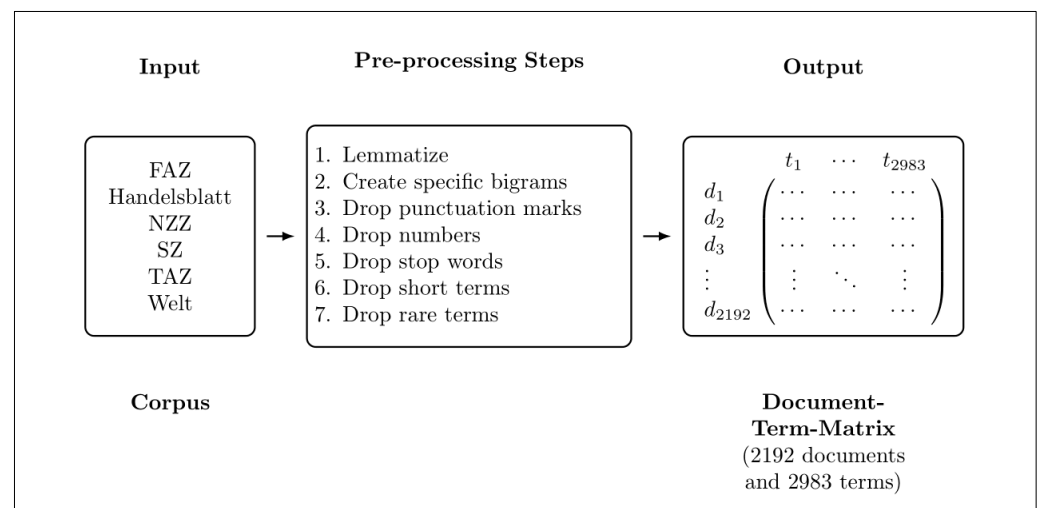 Input
Pre-processing Steps
Output
FAZ
Handelsblatt
NZZ
SZ
TAZ
Welt
1. Lemmatize
2. Create specific bigrams
3. Drop punctuation marks
4. Drop numbers
5. Drop stop words
6. Drop short terms
7. Drop rare terms
t₁ ⋯ t₂₉₈₃
d₁ ⋯ ⋯ ⋯
d₂ ⋯ ⋯ ⋯
d₃ ⋯ ⋯ ⋯
⋮ ⋮ ⋱ ⋮
d₂₁₉₂ ⋯ ⋯ ⋯
Corpus
Document-
Term-Matrix
(2192 documents
and 2983 terms)